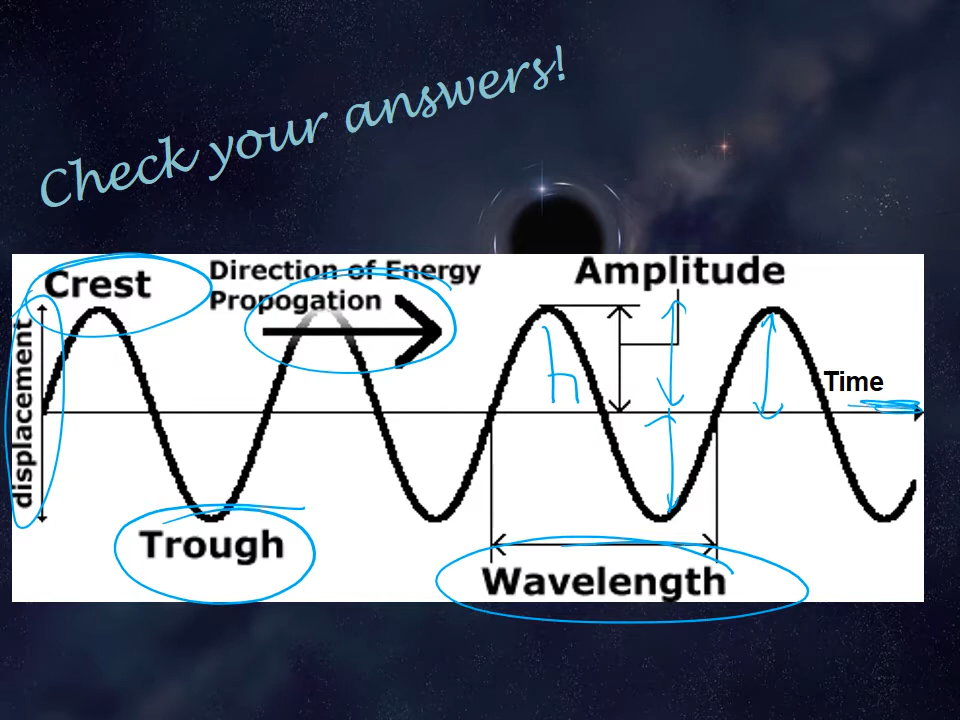 Check your answers!
Crest
Direction of Energy
Propogation
Amplitude
displacement
h
Time
Trough
Wavelength